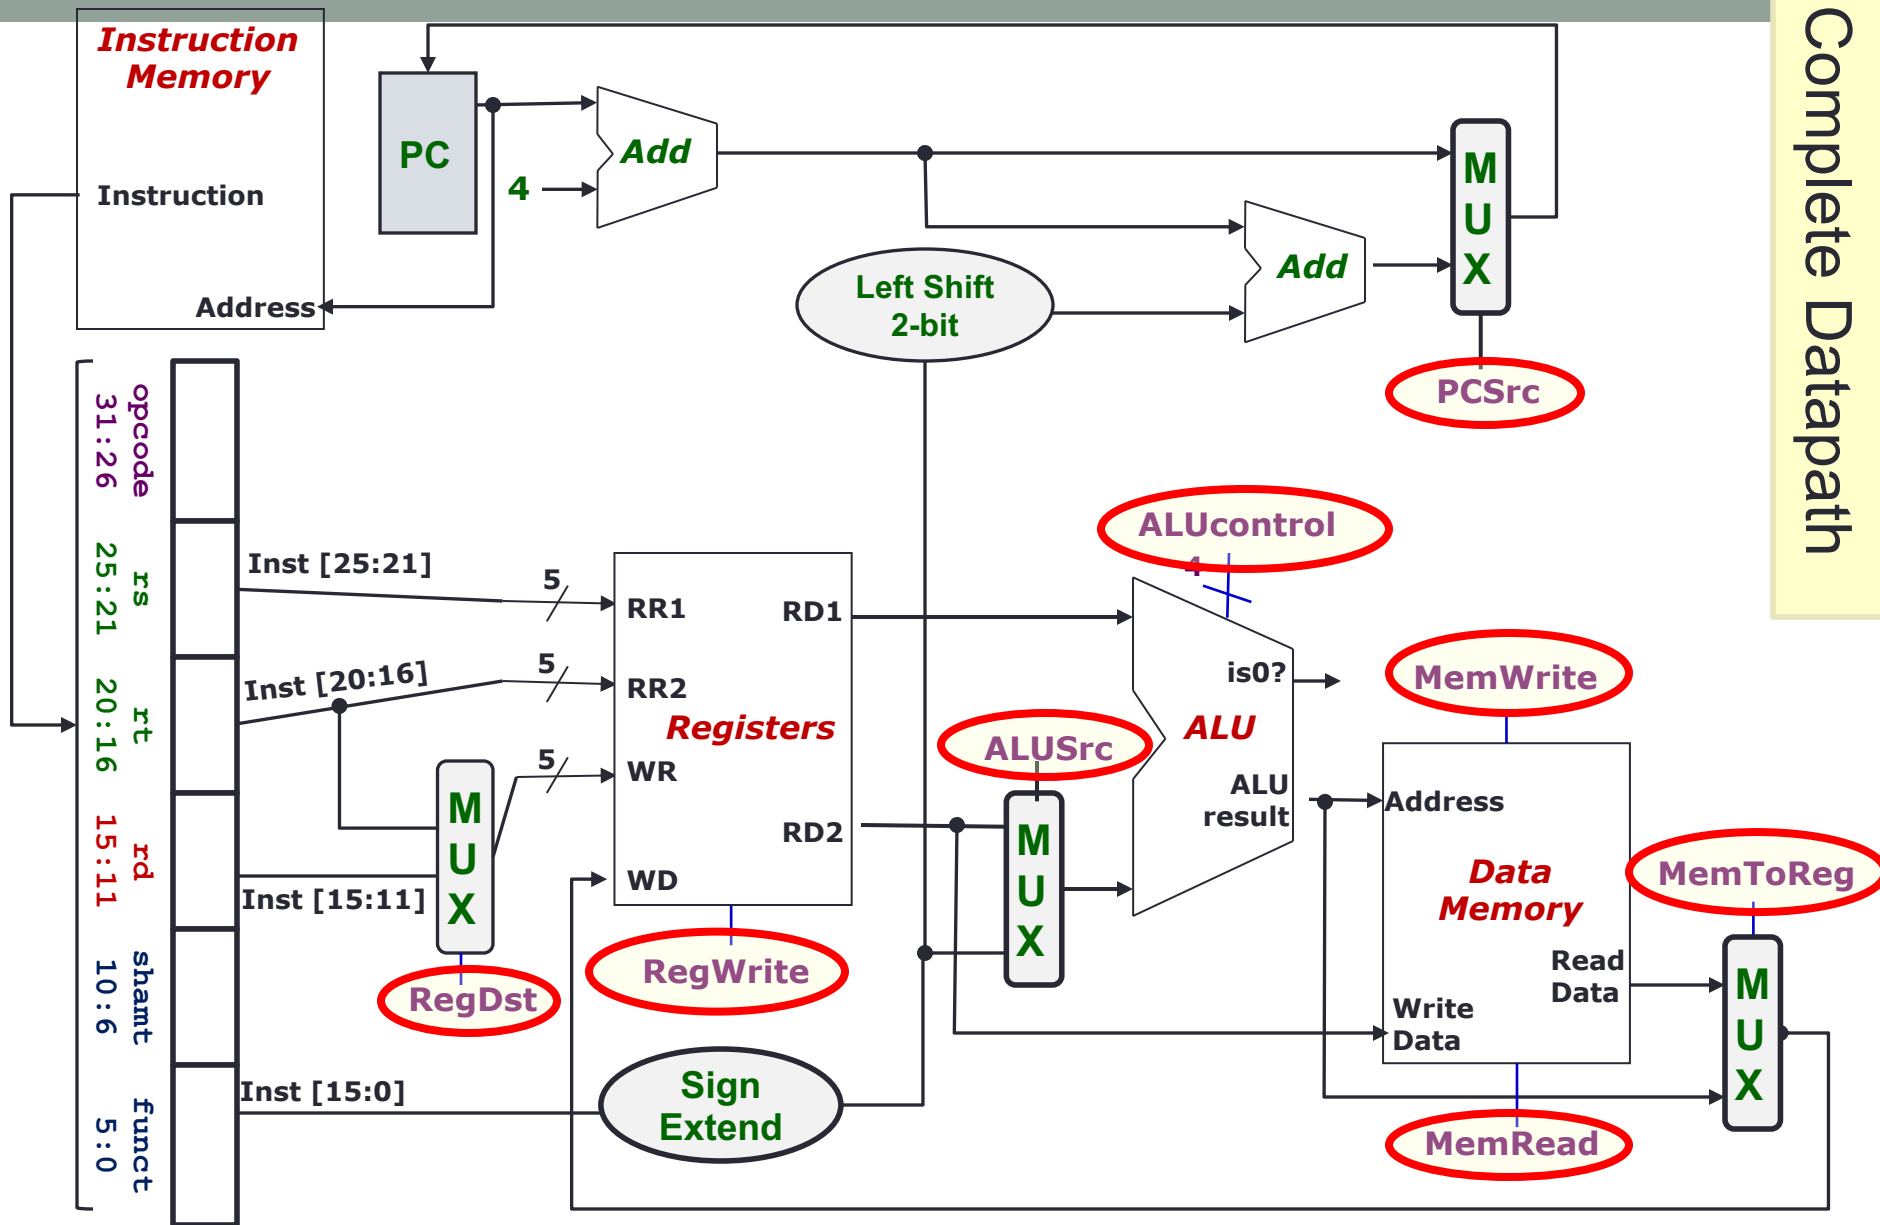 Complete Datapath
Instruction
Memory
Instruction
Address
PC
4
Add
Left Shift
2-bit
Add
M
U
X
PCSrc
opcode
31:26
rs
25:21
rt
20:16
rd
15:11
shamt
10:6
funct
5:0
Inst [25:21]
5
Inst [20:16]
5
5
Inst [15:11]
M
U
X
RegDst
Inst [15:0]
RR1
RR2
WR
WD
RD1
RD2
Registers
RegWrite
Sign
Extend
ALUSrc
M
U
X
ALUcontrol
4
is0?
ALU
ALU
result
MemWrite
Address
Data
Memory
Read
Data
Write
Data
MemRead
MemToReg
M
U
X